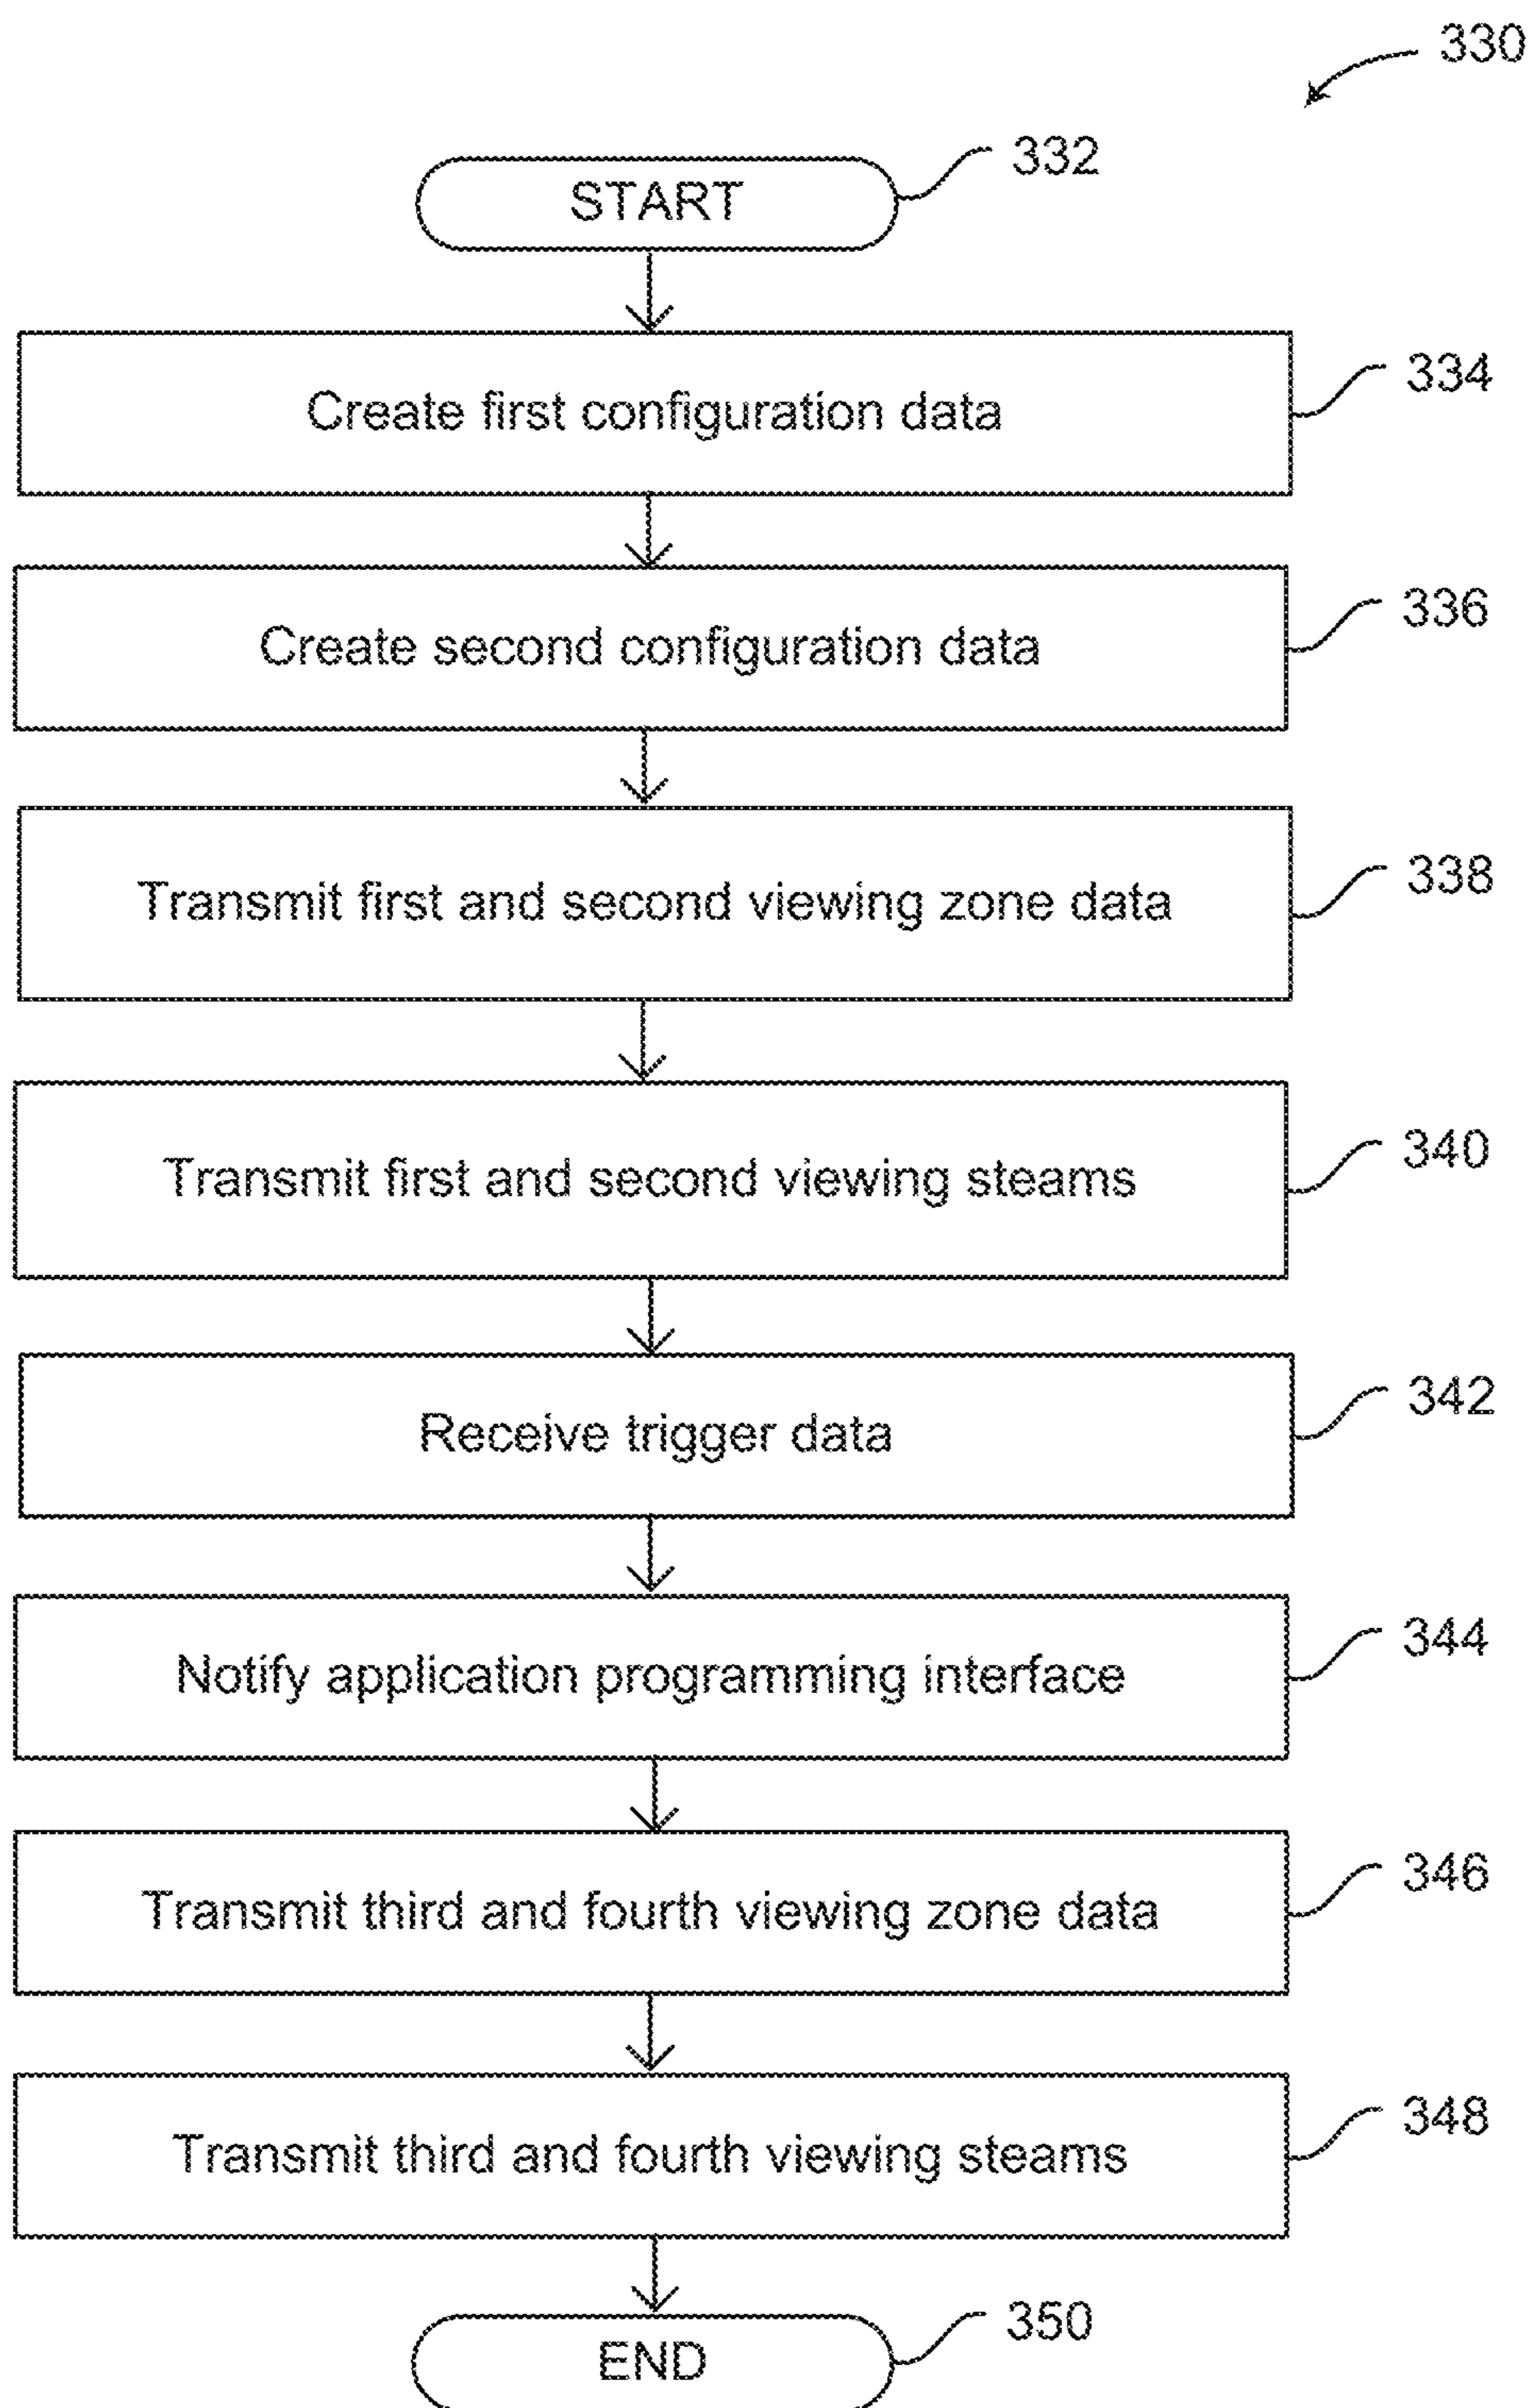 330
START
332
Create first configuration data
334
Create second configuration data
336
Transmit first and second viewing zone data
338
Transmit first and second viewing steams
340
Receive trigger data
342
Notify application programming interface
344
Transmit third and fourth viewing zone data
346
Transmit third and fourth viewing steams
348
END
350